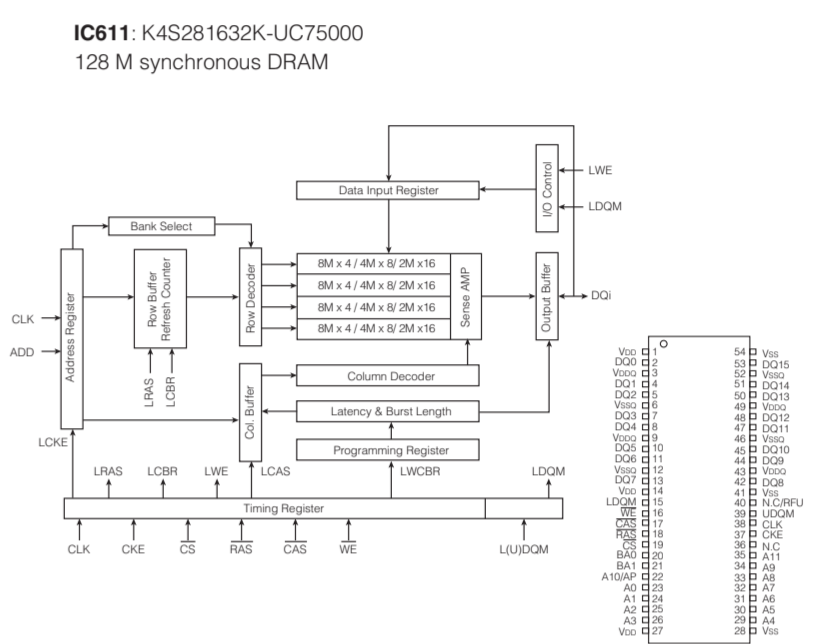 IC611: K4S281632K-UC75000
128 M synchronous DRAM
LWE
I/O Control
Data Input Register
LDQM
Bank Select
8M x 4 / 4M x 8/ 2M x16
8M x 4 / 4M x 8/ 2M x16
8M x 4 / 4M x 8/ 2M x16
8M x 4 / 4M x 8/ 2M x16
Address Register
Row Buffer
Refresh Counter
Row Decoder
Sense AMP
Output Buffer
DQi
CLK
ADD
LRAS
LCBR
Column Decoder
Col. Buffer
Latency & Burst Length
LCKE
Programming Register
LRAS
LCBR
LWE
LCAS
LWCBR
LDQM
Timing Register
CLK
CKE
CS
RAS
CAS
WE
L(U)DQM
VDD 1 54 VSS
DQ0 2 53 DQ15
VDDQ 3 52 VSSQ
DQ1 4 51 DQ14
DQ2 5 50 DQ13
VSSQ 6 49 VDDQ
DQ3 7 48 DQ12
DQ4 8 47 DQ11
VDDQ 9 46 VSSQ
DQ5 10 45 DQ10
DQ6 11 44 DQ9
VSSQ 12 43 VDDQ
DQ7 13 42 DQ8
VDD 14 41 VSS
LDQM 15 40 N.C/RFU
WE 16 39 UDQM
CAS 17 38 CLK
RAS 18 37 CKE
CS 19 36 N.C
BA0 20 35 A11
BA1 21 34 A9
A10/AP 22 33 A8
A0 23 32 A7
A1 24 31 A6
A2 25 30 A5
A3 26 29 A4
VDD 27 28 VSS